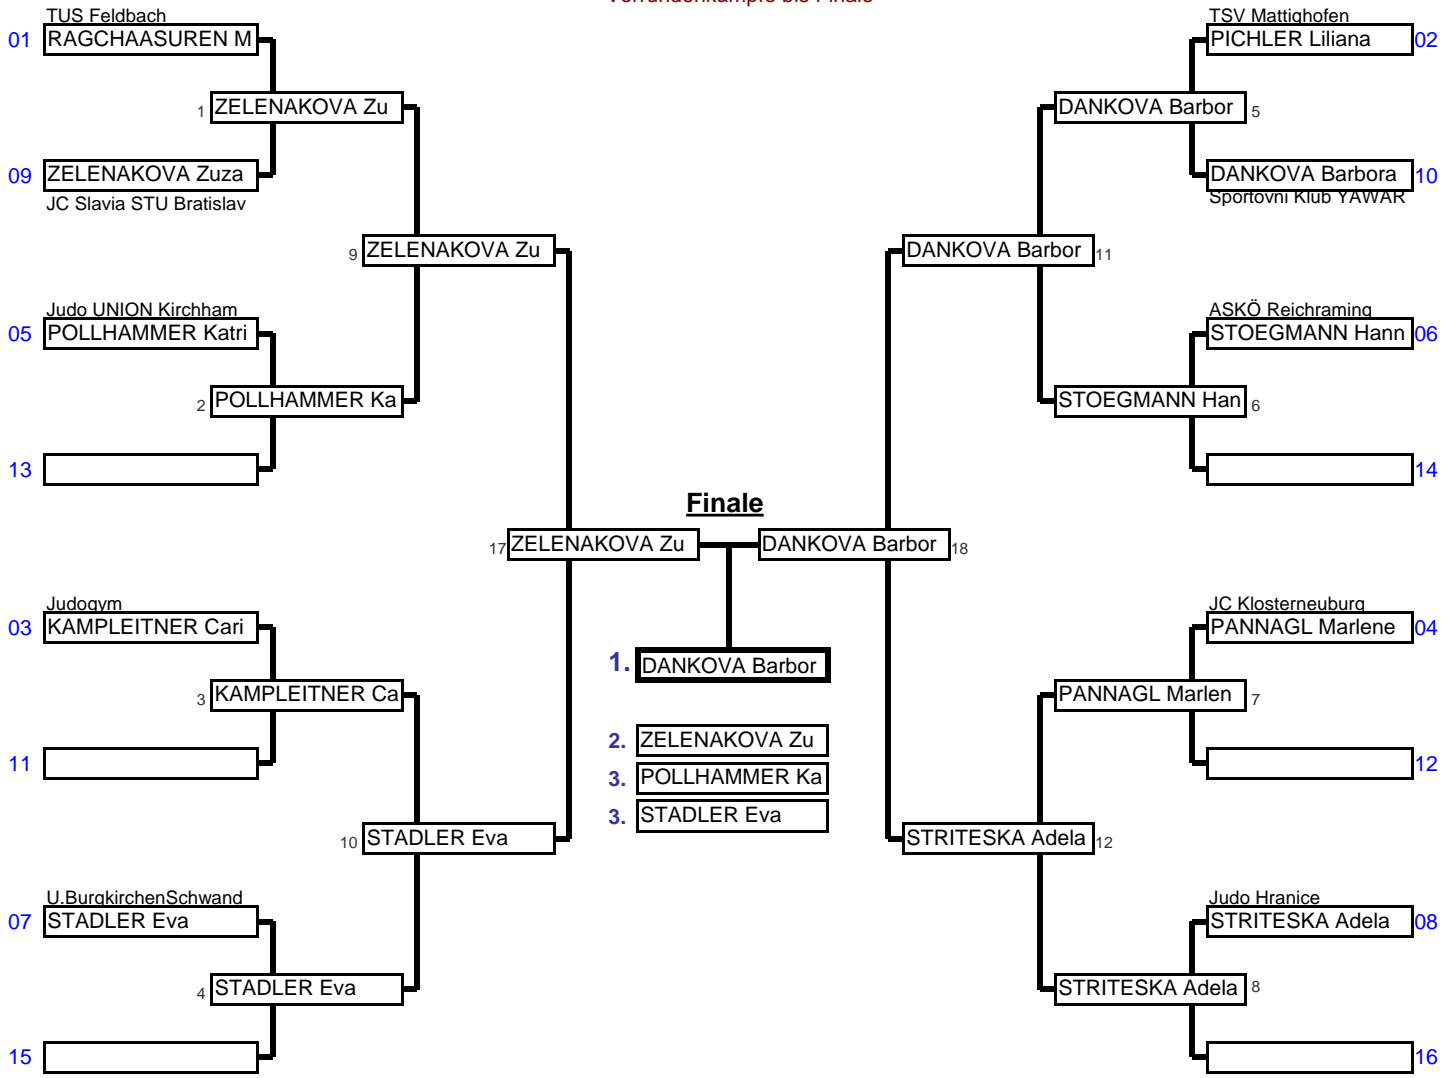 Vorrundenkämpfe bis Finale
TUS Feldbach
01 RAGCHAASUREN M
1 ZELENAKOVA Zu
09 ZELENAKOVA Zuza
JC Slavia STU Bratislav
9 ZELENAKOVA Zu
Judo UNION Kirchham
05 POLLHAMMER Katri
2 POLLHAMMER Ka
13
17 ZELENAKOVA Zu
Judogym
03 KAMPLEITNER Cari
3 KAMPLEITNER Ca
11
10 STADLER Eva
U.BurgkirchenSchwand
07 STADLER Eva
4 STADLER Eva
15
Finale
1. DANKOVA Barbor
2. ZELENAKOVA Zu
3. POLLHAMMER Ka
3. STADLER Eva
TSV Mattighofen
PICHLER Liliana 02
DANKOVA Barbor 5
DANKOVA Barbora 10
Sportovni Klub YAWAR
DANKOVA Barbor 11
ASKÖ Reichraming
STOEGMANN Hann 06
STOEGMANN Han 6
14
DANKOVA Barbor 18
JC Klosterneuburg
PANNAGL Marlene 04
PANNAGL Marlen 7
12
STRITESKA Adela 12
Judo Hranice
STRITESKA Adela 08
STRITESKA Adela 8
16